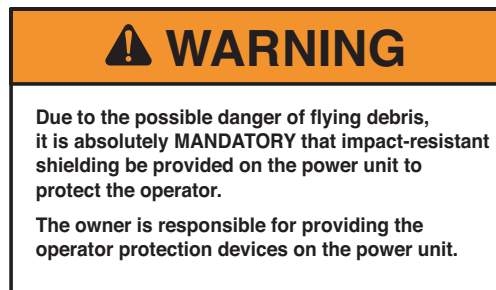 WARNING
Due to the possible danger of flying debris,
it is absolutely MANDATORY that impact-resistant
shielding be provided on the power unit to
protect the operator.
The owner is responsible for providing the
operator protection devices on the power unit.